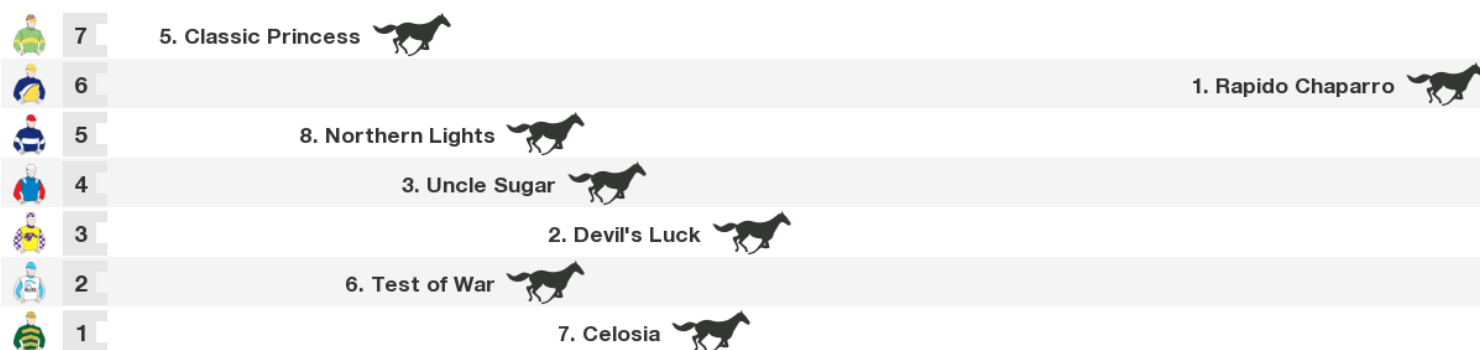 7 5. Classic Princess
6 1. Rapido Chaparro
5 8. Northern Lights
4 3. Uncle Sugar
3 2. Devil's Luck
2 6. Test of War
1 7. Celosia